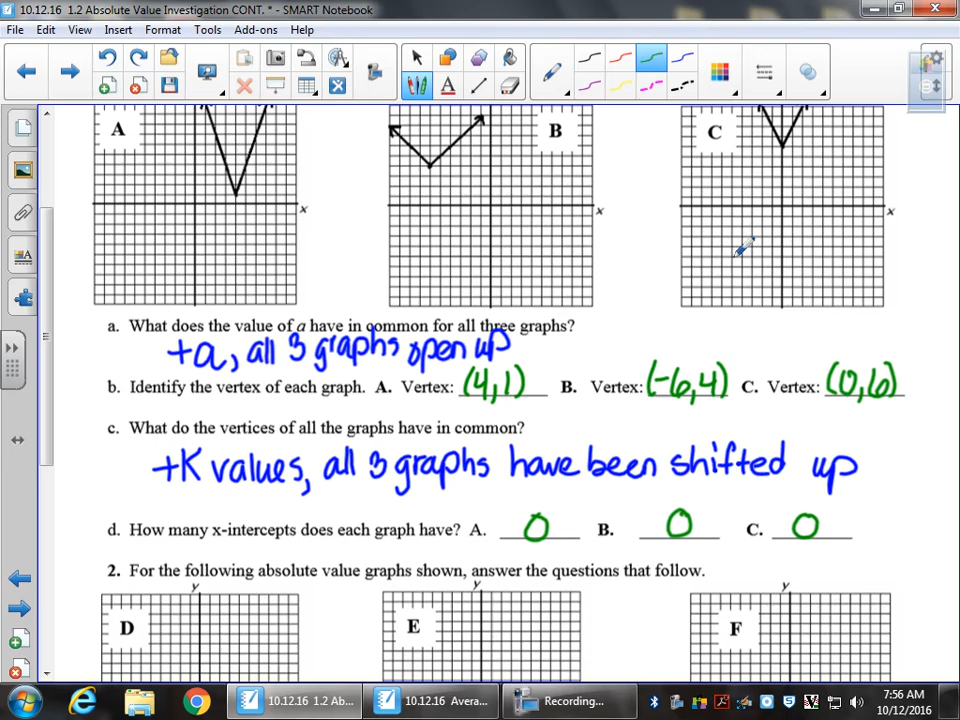 10.12.16 1.2 Absolute Value Investigation CONT. * - SMART Notebook
File Edit View Insert Format Tools Add-ons Help
A
B
C
x
x
x
a. What does the value of a have in common for all three graphs?
+a, all 3 graphs open up
b. Identify the vertex of each graph. A. Vertex: (4,1) B. Vertex: (-6,4) C. Vertex: (0,6)
c. What do the vertices of all the graphs have in common?
+K values, all 3 graphs have been shifted up
d. How many x-intercepts does each graph have? A. 0 B. 0 C. 0
2. For the following absolute value graphs shown, answer the questions that follow.
y
y
y
D
E
F
10.12.16 1.2 Ab...
10.12.16 Avera...
Recording...
7:56 AM
10/12/2016